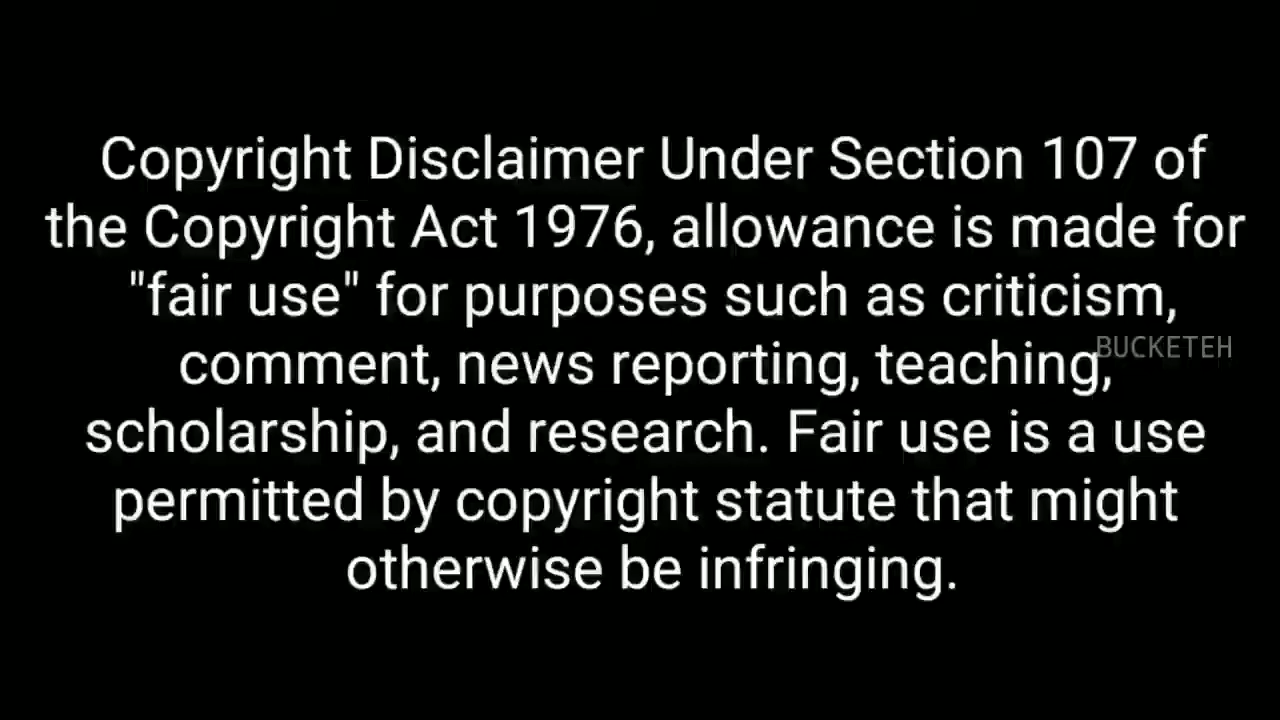 Copyright Disclaimer Under Section 107 of
the Copyright Act 1976, allowance is made for
"fair use" for purposes such as criticism,
comment, news reporting, teaching,
BUCKETEH
scholarship, and research. Fair use is a use
permitted by copyright statute that might
otherwise be infringing.